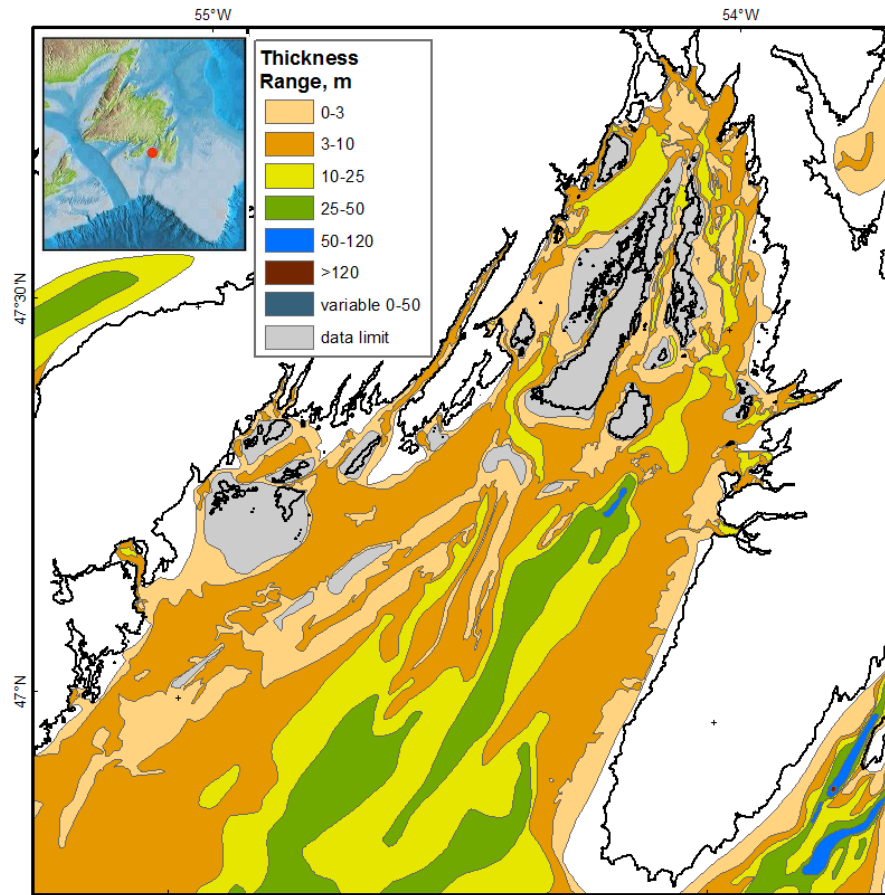 55°W
54°W
Thickness
Range, m
0-3
3-10
10-25
25-50
50-120
>120
variable 0-50
data limit
47°30'
47°N